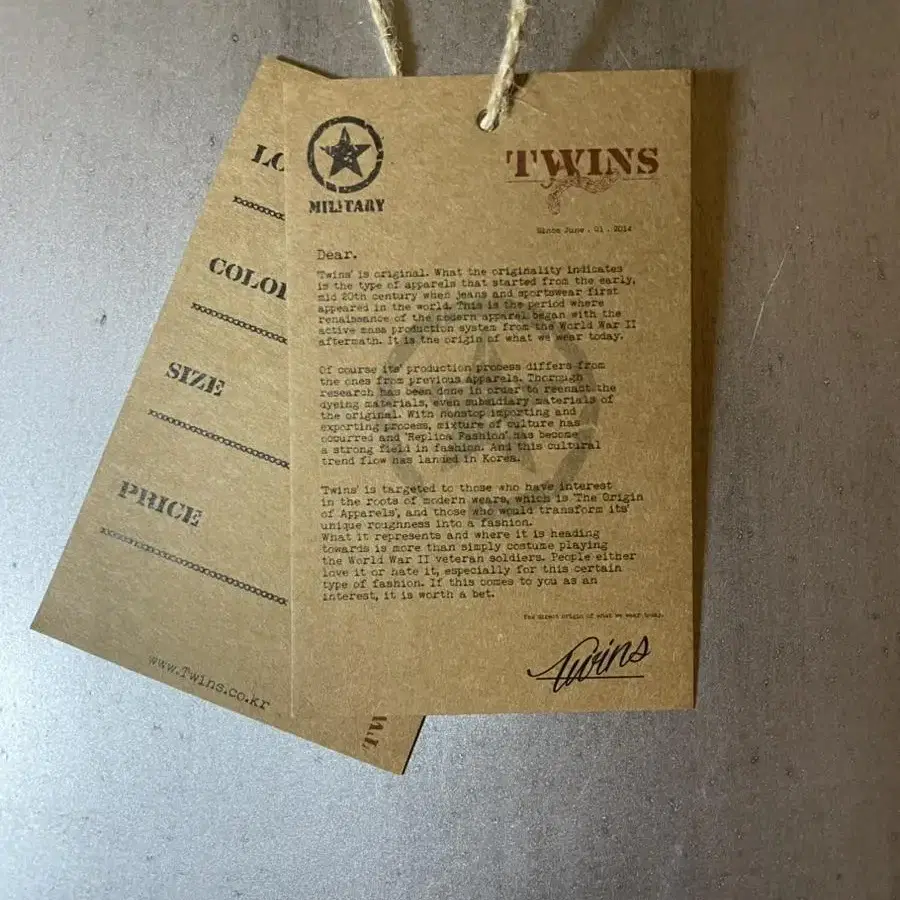 MILITARY
TWINS
Since June . 01 . 2014
Dear.
'Twins' is original. What the originality indicates
is the type of apparels that started from the early,
mid 20th century when jeans and sportswear first
appeared in the world. This is the period where
renaissance of the modern apparel began with the
active mass production system from the World War II
aftermath. It is the origin of what we wear today.
Of course its' production process differs from
the ones from previous apparels. Thorough
research has been done in order to reenact the
dyeing materials, even subsidiary materials of
the original. With nonstop importing and
exporting process, mixture of culture has
occurred and 'Replica Fashion' has become
a strong field in fashion. And this cultural
trend flow has landed in Korea.
'Twins' is targeted to those who have interest
in the roots of modern wears, which is 'The Origin
of Apparels', and those who would transform its'
unique roughness into a fashion.
What it represents and where it is heading
towards is more than simply costume playing
the World War II veteran soldiers. People either
love it or hate it, especially for this certain
type of fashion. If this comes to you as an
interest, it is worth a bet.
The direct origin of what we wear today.
Twins
LO
COLO
SIZE
PRICE
www.Twins.co.kr
TW